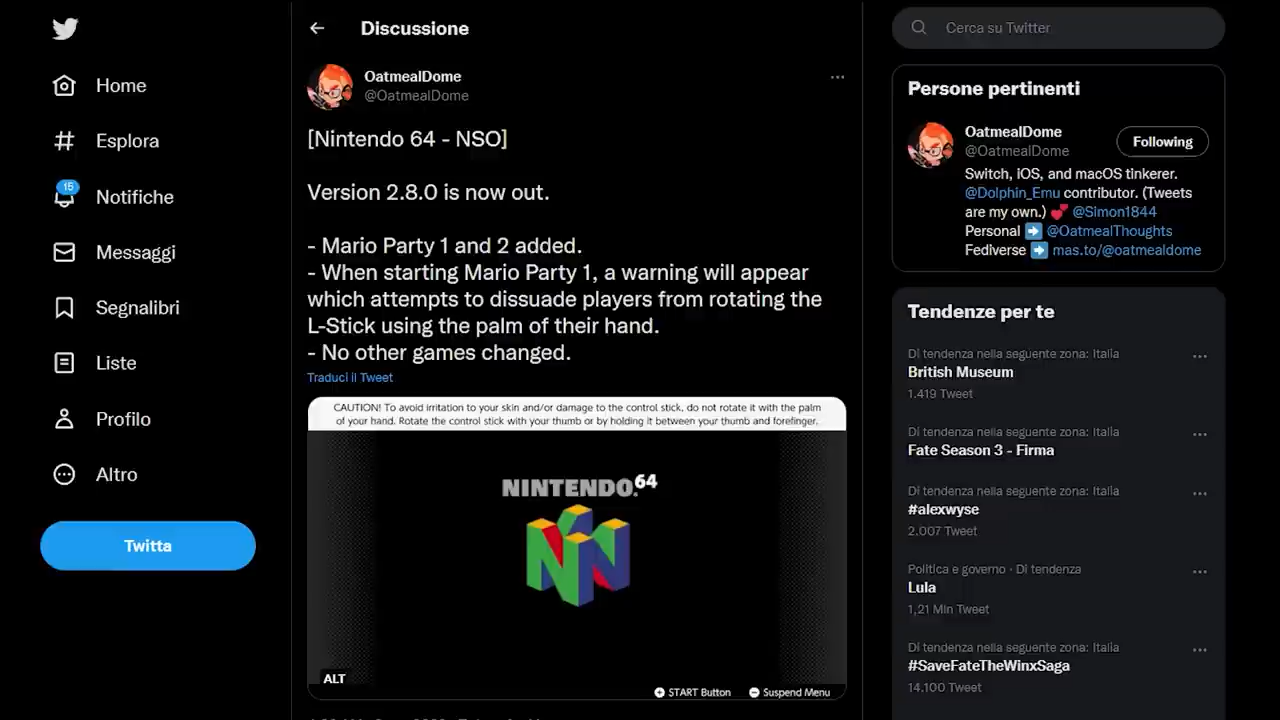 Home
Esplora
15
Notifiche
Messaggi
Segnalibri
Liste
Profilo
Altro
Twitta
Discussione
OatmealDome
@OatmealDome
[Nintendo 64 - NSO]
Version 2.8.0 is now out.
- Mario Party 1 and 2 added.
- When starting Mario Party 1, a warning will appear
which attempts to dissuade players from rotating the
L-Stick using the palm of their hand.
- No other games changed.
Traduci il Tweet
CAUTION! To avoid irritation to your skin and/or damage to the control stick, do not rotate it with the palm
of your hand. Rotate the control stick with your thumb or by holding it between your thumb and forefinger.
NINTENDO.64
ALT
START Button
Suspend Menu
Cerca su Twitter
Persone pertinenti
OatmealDome
@OatmealDome
Following
Switch, iOS, and macOS tinkerer.
@Dolphin_Emu contributor. (Tweets
are my own.) 💕 @Simon1844
Personal ➡️ @OatmealThoughts
Fediverse ➡️ mas.to/@oatmealdome
Tendenze per te
Di tendenza nella seguente zona: Italia
British Museum
1.419 Tweet
Di tendenza nella seguente zona: Italia
Fate Season 3 - Firma
Di tendenza nella seguente zona: Italia
#alexwyse
2.007 Tweet
Politica e governo · Di tendenza
Lula
1,21 Mln Tweet
Di tendenza nella seguente zona: Italia
#SaveFateTheWinxSaga
14.100 Tweet